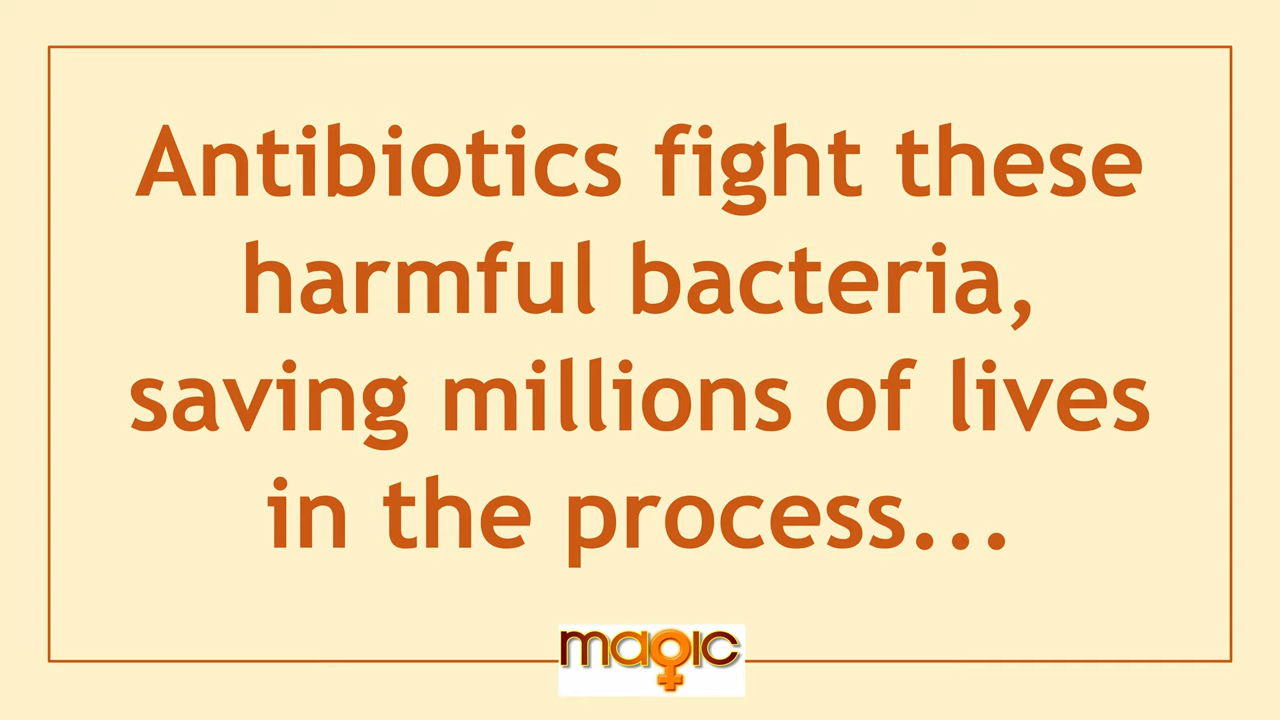 Antibiotics fight these
harmful bacteria,
saving millions of lives
in the process...
magic